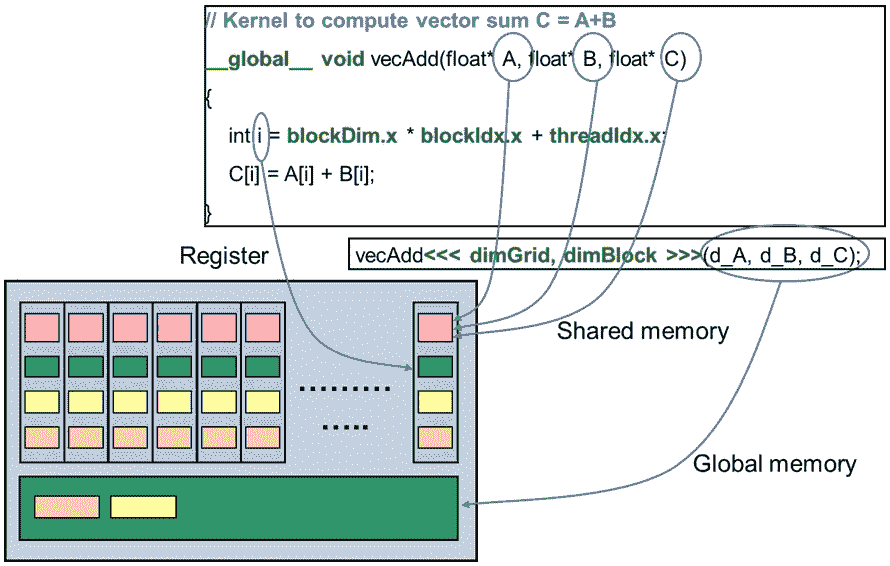 // Kernel to compute vector sum C = A+B
__global__ void vecAdd(float* A, float* B, float* C)
{
int i = blockDim.x * blockIdx.x + threadIdx.x;
C[i] = A[i] + B[i];
}
Register
vecAdd<<< dimGrid, dimBlock >>>(d_A, d_B, d_C);
Shared memory
Global memory